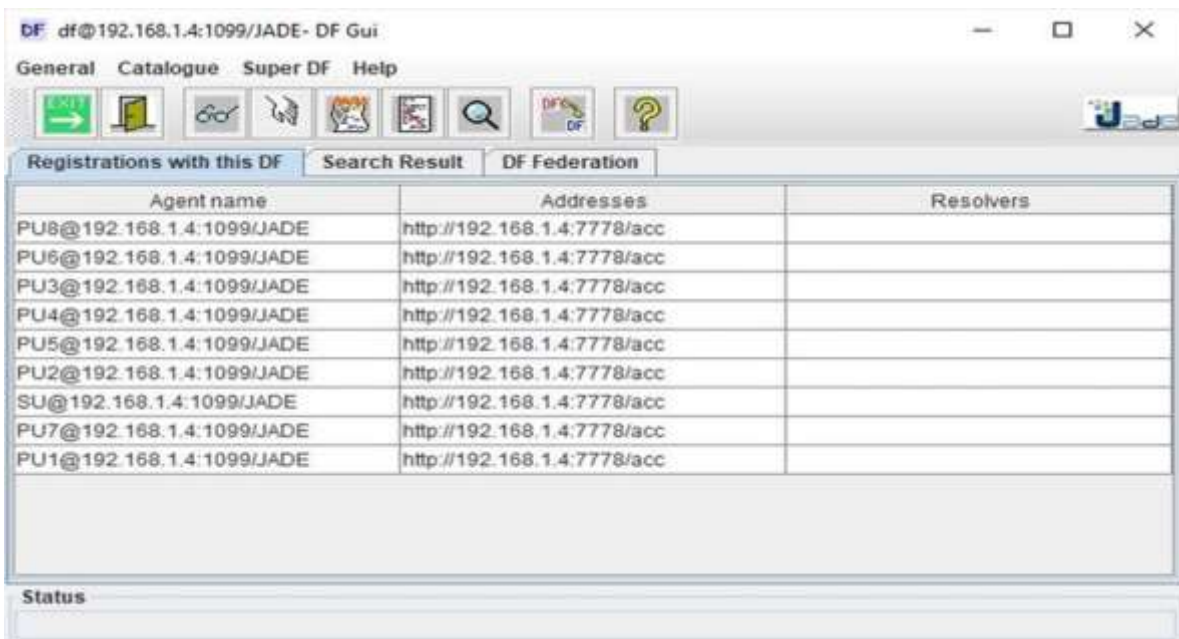 DF df@192.168.1.4:1099/JADE- DF Gui
General Catalogue Super DF Help
EXIT DF DF
Jade
Registrations with this DF Search Result DF Federation
Agent name Addresses Resolvers
PU8@192.168.1.4:1099/JADE http://192.168.1.4:7778/acc
PU6@192.168.1.4:1099/JADE http://192.168.1.4:7778/acc
PU3@192.168.1.4:1099/JADE http://192.168.1.4:7778/acc
PU4@192.168.1.4:1099/JADE http://192.168.1.4:7778/acc
PU5@192.168.1.4:1099/JADE http://192.168.1.4:7778/acc
PU2@192.168.1.4:1099/JADE http://192.168.1.4:7778/acc
SU@192.168.1.4:1099/JADE http://192.168.1.4:7778/acc
PU7@192.168.1.4:1099/JADE http://192.168.1.4:7778/acc
PU1@192.168.1.4:1099/JADE http://192.168.1.4:7778/acc
Status